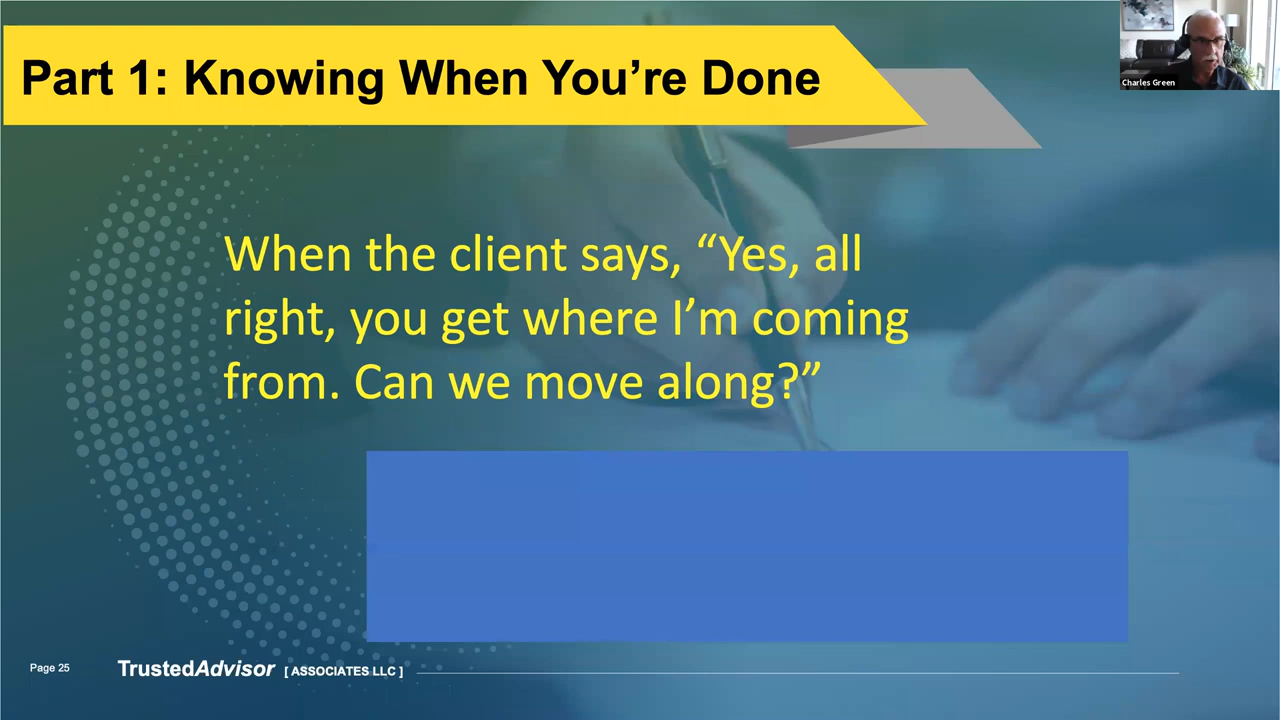 Part 1: Knowing When You’re Done
Charles Green
When the client says, “Yes, all
right, you get where I’m coming
from. Can we move along?”
Page 25
TrustedAdvisor [ ASSOCIATES LLC ]